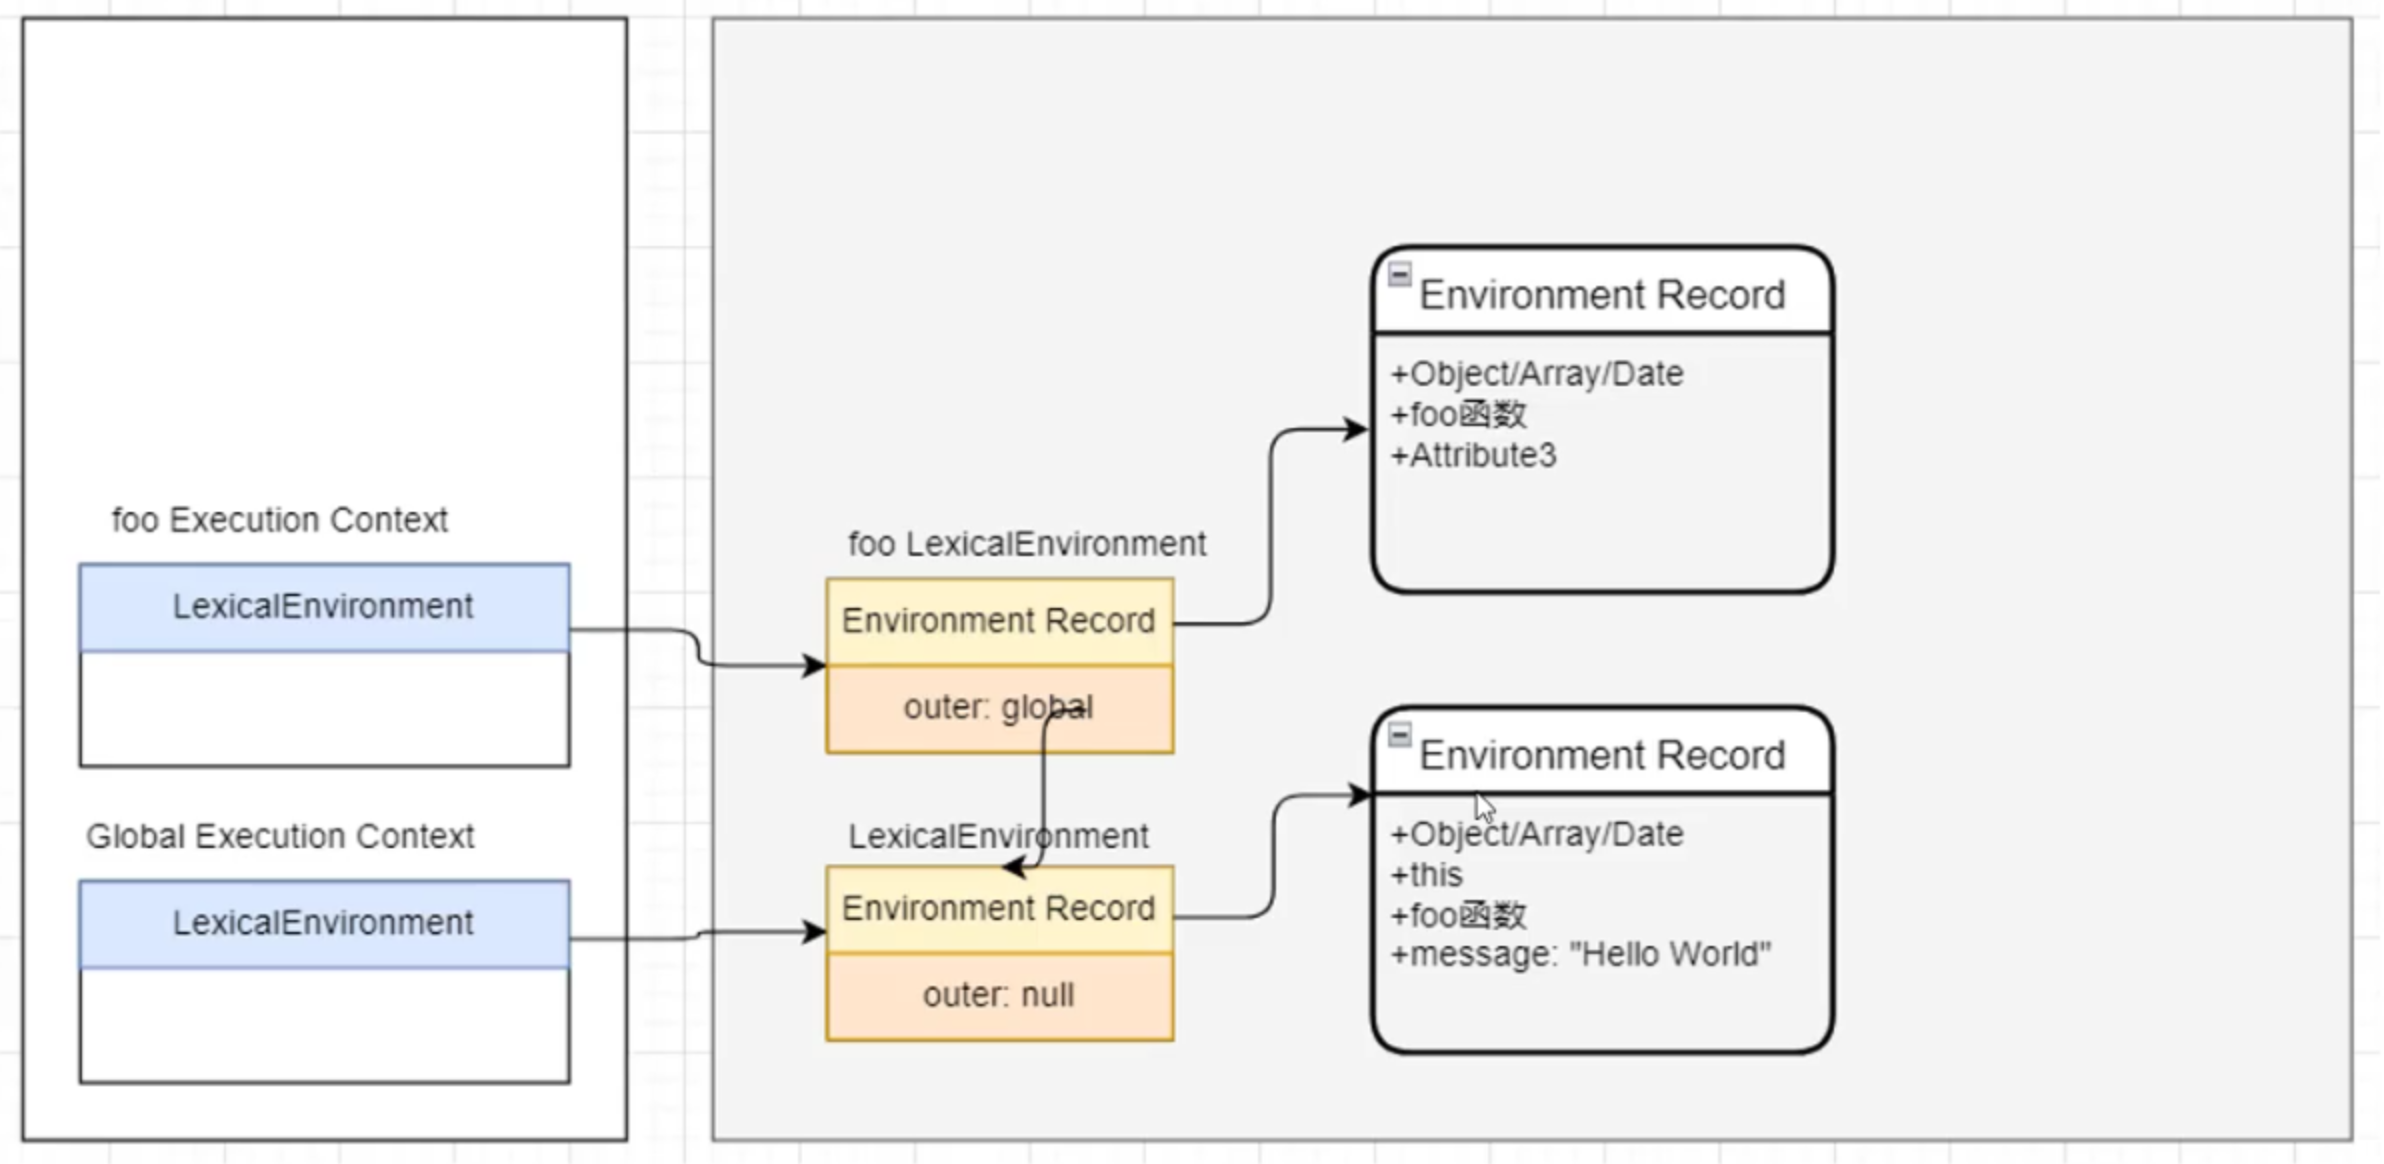 foo Execution Context
LexicalEnvironment
Global Execution Context
LexicalEnvironment
foo LexicalEnvironment
Environment Record
outer: global
LexicalEnvironment
Environment Record
outer: null
Environment Record
+Object/Array/Date
+foo函数
+Attribute3
Environment Record
+Object/Array/Date
+this
+foo函数
+message: "Hello World"